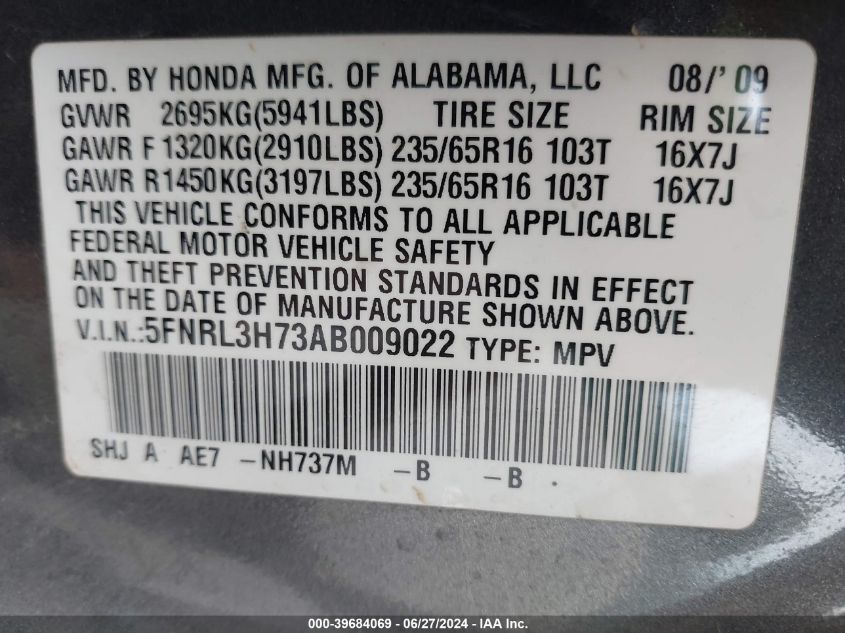 MFD. BY HONDA MFG. OF ALABAMA, LLC 08/'09
GVWR 2695KG(5941LBS) TIRE SIZE RIM SIZE
GAWR F 1320KG(2910LBS) 235/65R16 103T 16X7J
GAWR R1450KG(3197LBS) 235/65R16 103T 16X7J
THIS VEHICLE CONFORMS TO ALL APPLICABLE
FEDERAL MOTOR VEHICLE SAFETY
AND THEFT PREVENTION STANDARDS IN EFFECT
ON THE DATE OF MANUFACTURE SHOWN ABOVE.
V.I.N.:5FNRL3H73AB009022 TYPE: MPV
SHJ A AE7 -NH737M -B -B .
000-39684069 - 06/27/2024 - IAA Inc.